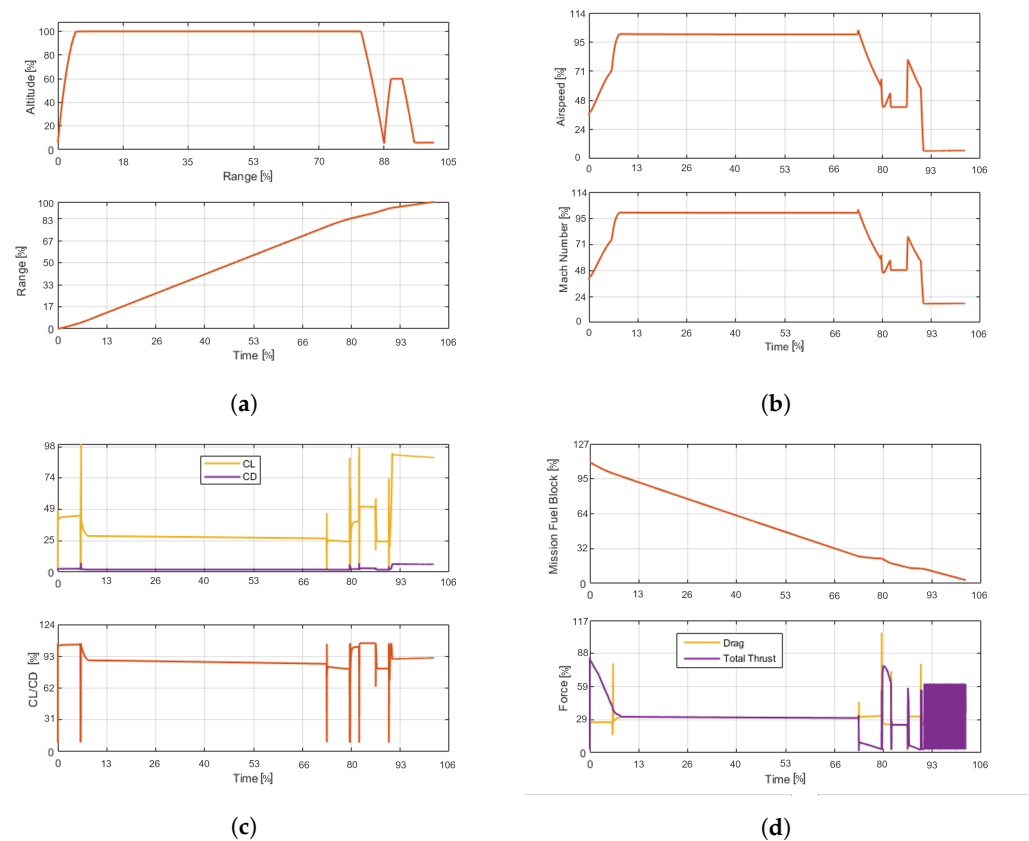 100
80
60
40
20
0
Altitude [%]
0 18 35 53 70 88 105
Range [%]
100
83
67
50
33
17
0
Range [%]
0 13 26 40 53 66 80 93 106
Time [%]
(a)
114
95
71
48
24
0
Airspeed [%]
0 13 26 40 53 66 80 93 106
114
95
71
48
24
0
Mach Number [%]
0 13 26 40 53 66 80 93 106
Time [%]
(b)
98
74
49
25
0
CL
CD
0 13 26 40 53 66 80 93 106
124
93
62
31
0
CL/CD [%]
0 13 26 40 53 66 80 93 106
Time [%]
(c)
127
95
64
32
0
Mission Fuel Block [%]
0 13 26 40 53 66 80 93 106
117
88
59
29
0
Force [%]
Drag
Total Thrust
0 13 26 40 53 66 80 93 106
Time [%]
(d)